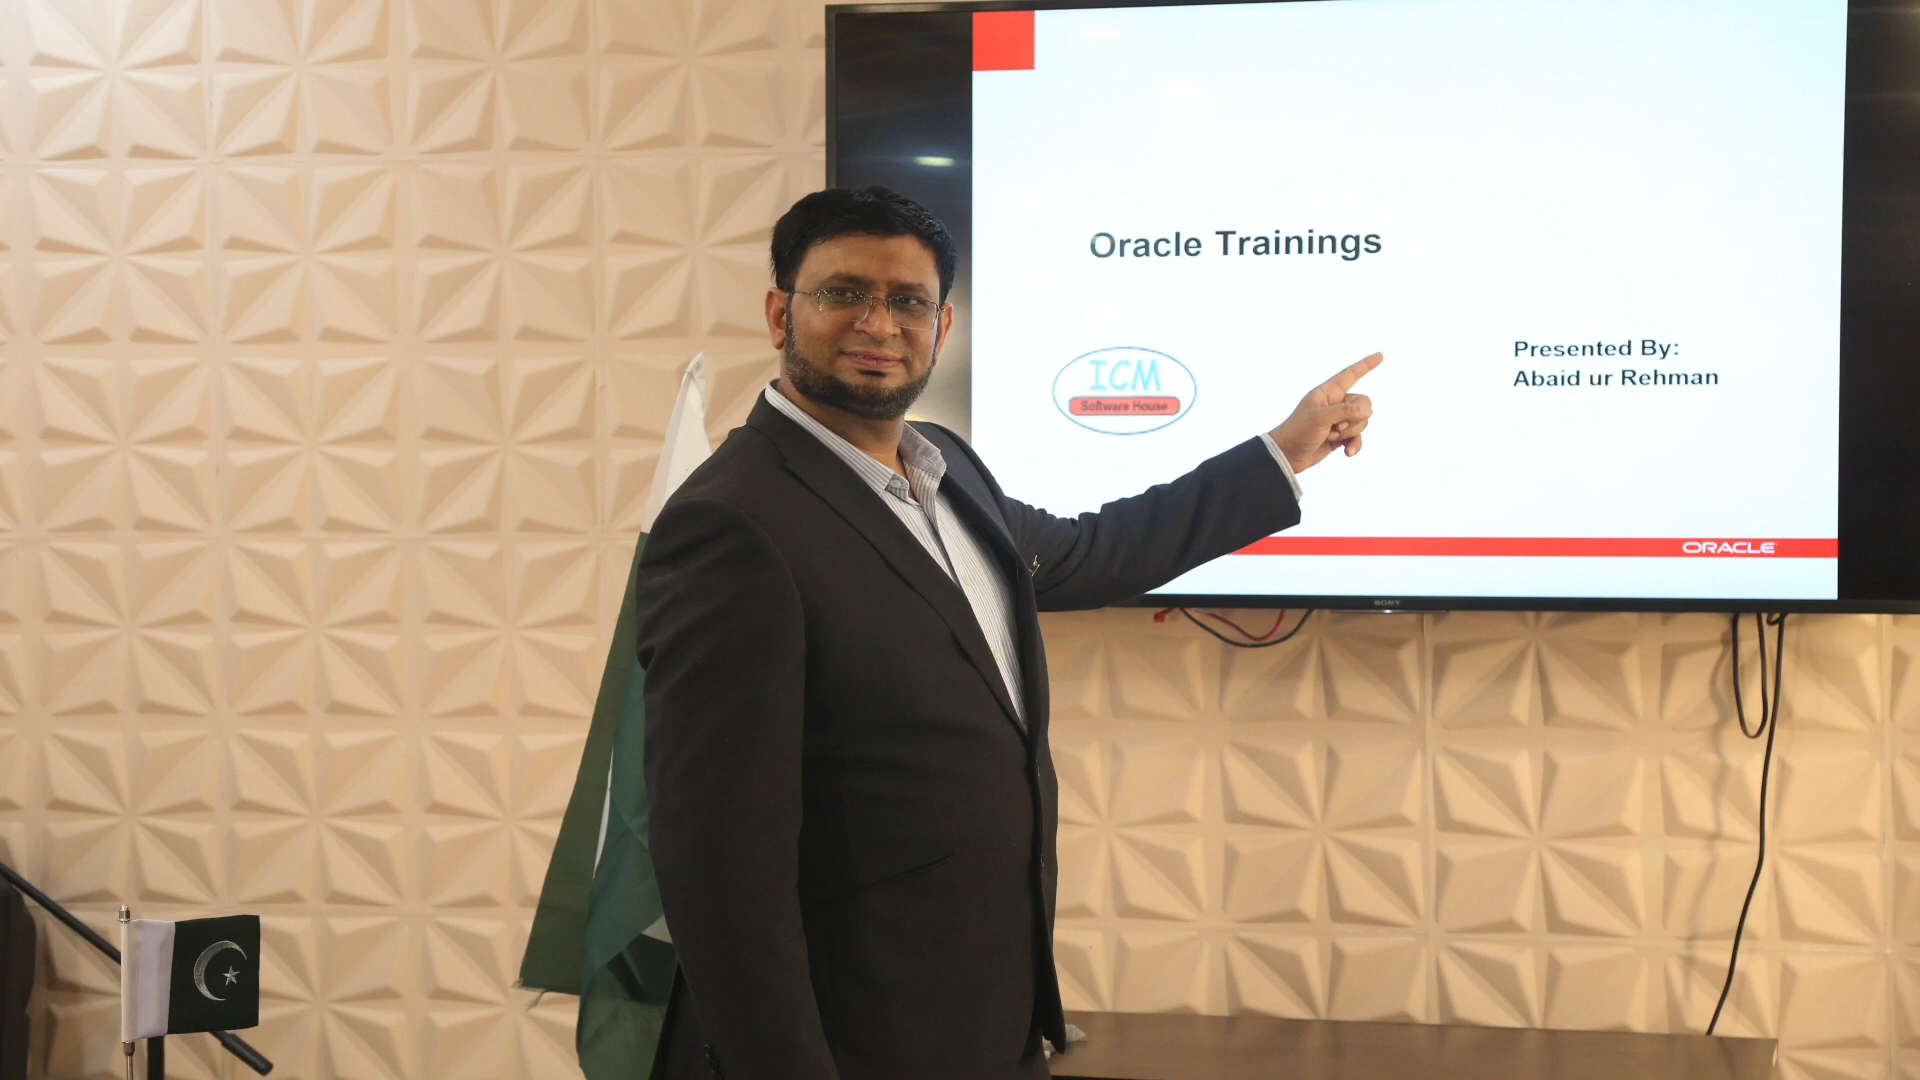 Oracle Trainings
Presented By:
Abaid ur Rehman
ICM
Software House
ORACLE
SONY